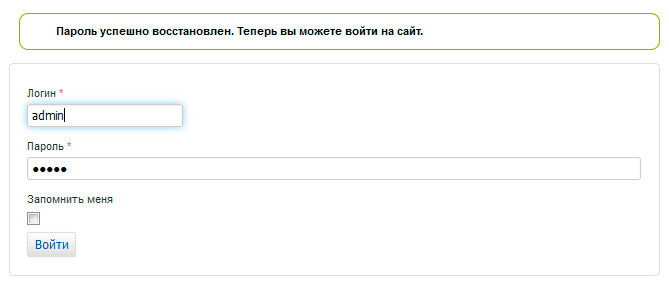 Пароль успешно восстановлен. Теперь вы можете войти на сайт.
Логин *
admin
Пароль *
•••••
Запомнить меня
Войти